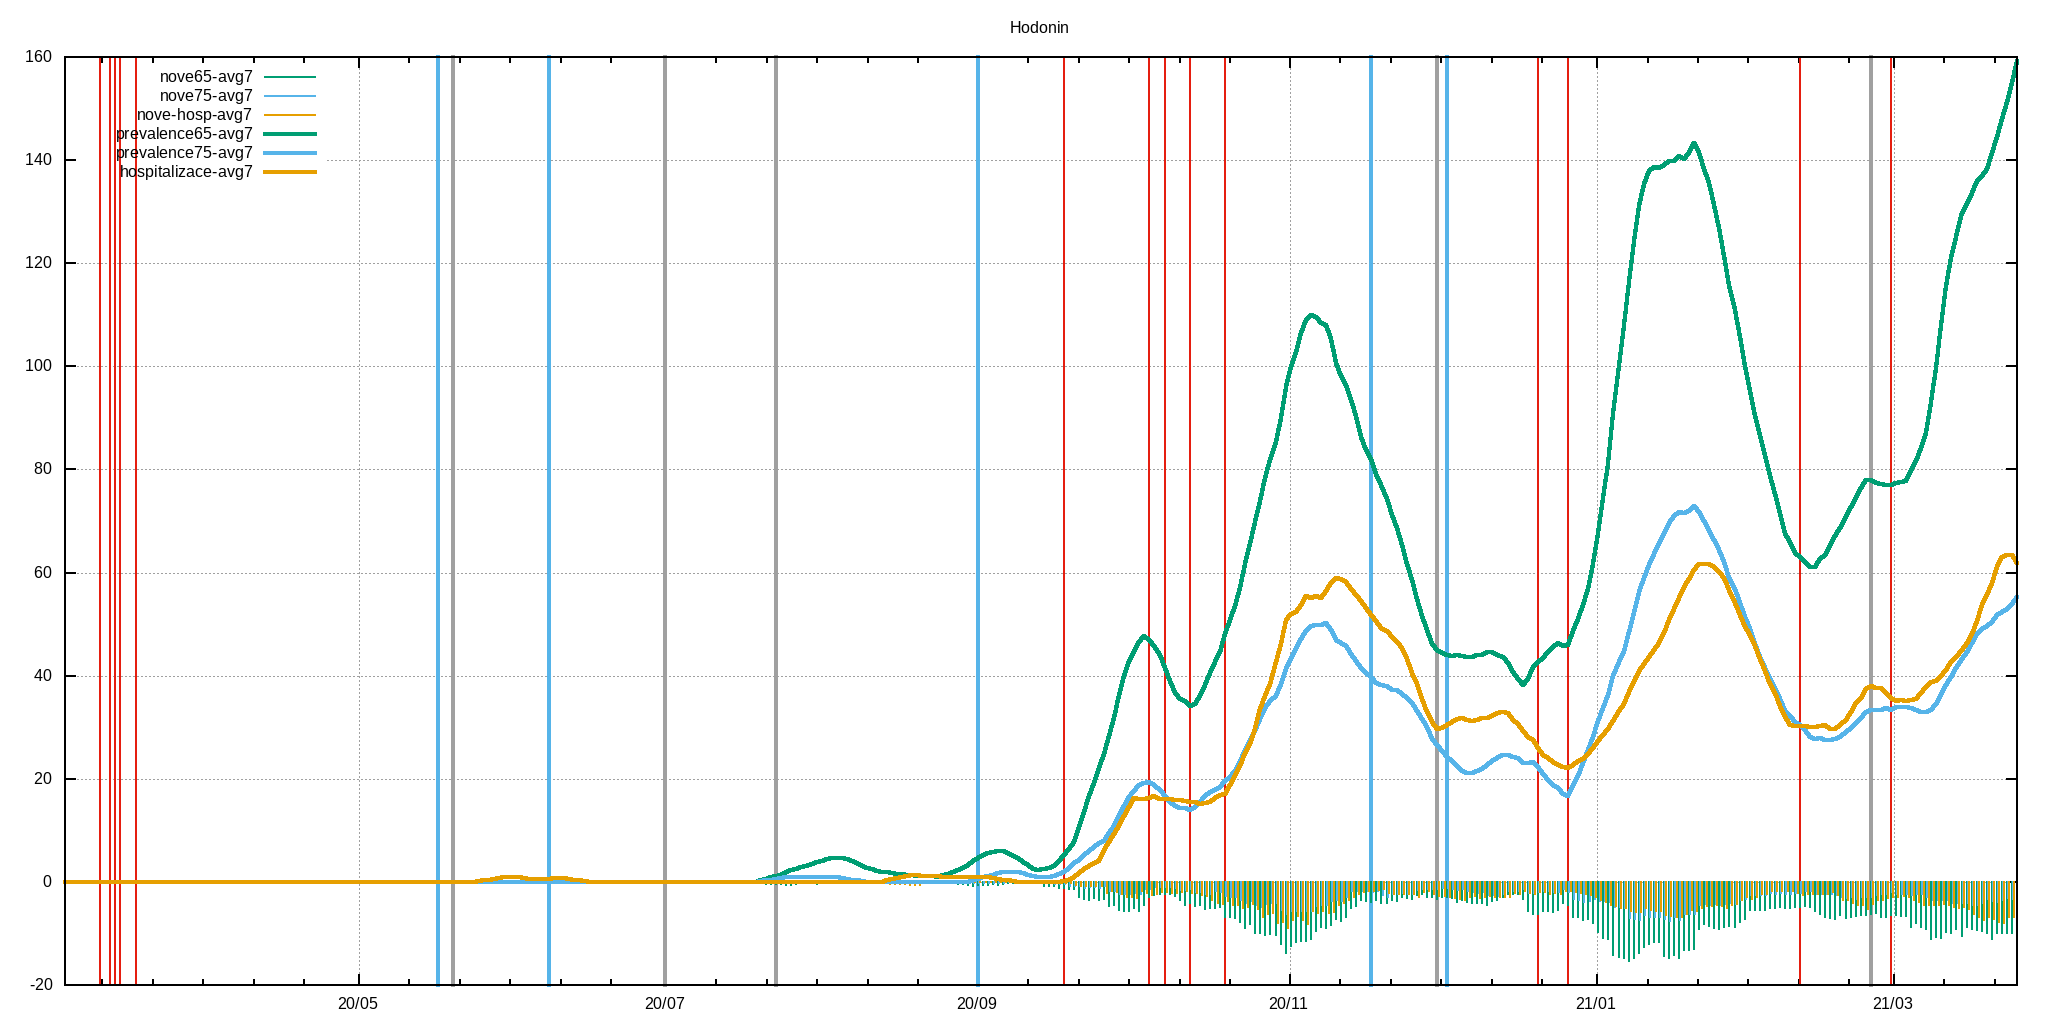 Hodonin
160
140
120
100
80
60
40
20
0
-20
nove65-avg7
nove75-avg7
nove-hosp-avg7
prevalence65-avg7
prevalence75-avg7
hospitalizace-avg7
20/05 20/07 20/09 20/11 21/01 21/03